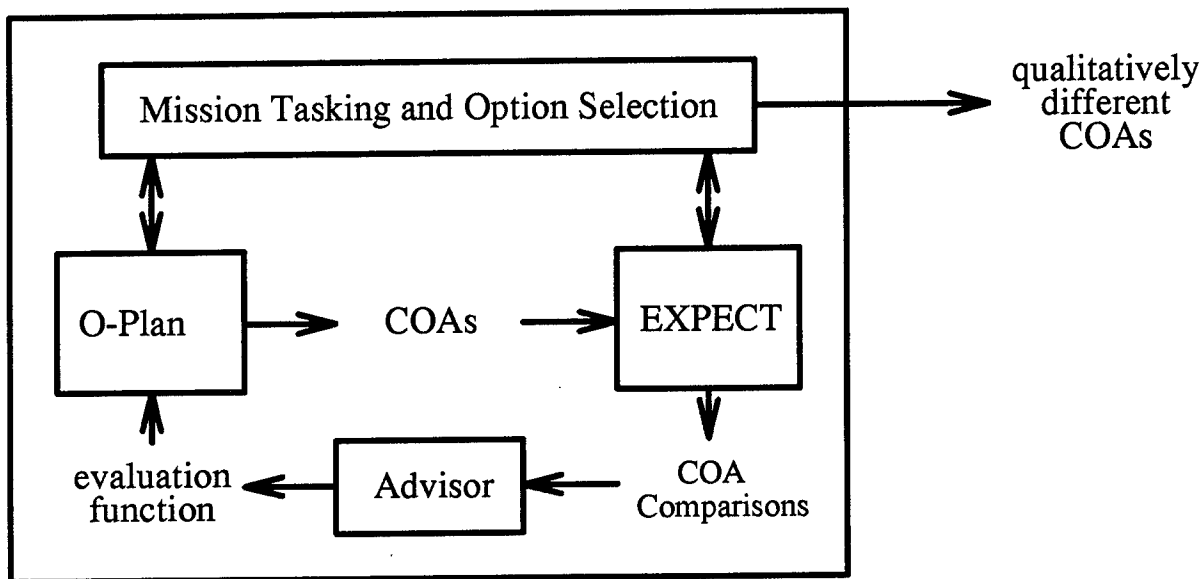 Mission Tasking and Option Selection
qualitatively
different
COAs
O-Plan
COAs
EXPECT
evaluation
function
Advisor
COA
Comparisons